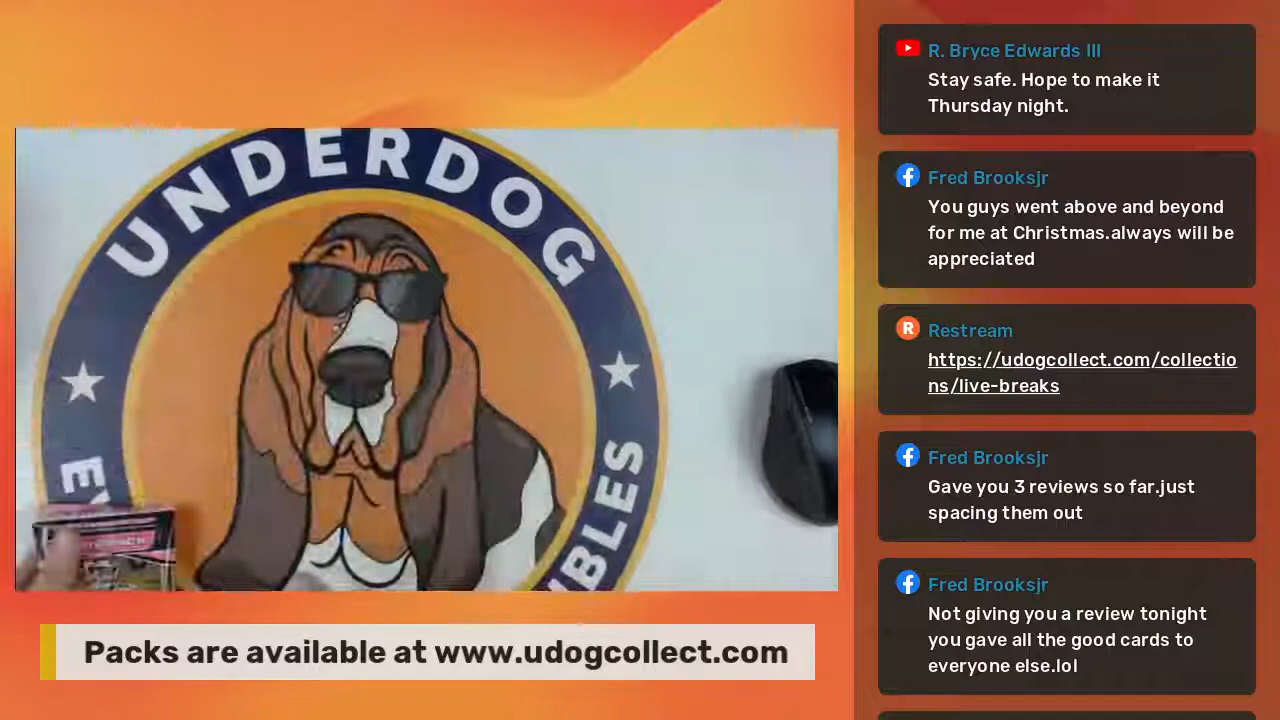 UNDERDOG
Packs are available at www.udogcollect.com
R. Bryce Edwards III
Stay safe. Hope to make it
Thursday night.
Fred Brooksjr
You guys went above and beyond
for me at Christmas.always will be
appreciated
Restream
https://udogcollect.com/collectio
ns/live-breaks
Fred Brooksjr
Gave you 3 reviews so far.just
spacing them out
Fred Brooksjr
Not giving you a review tonight
you gave all the good cards to
everyone else.lol